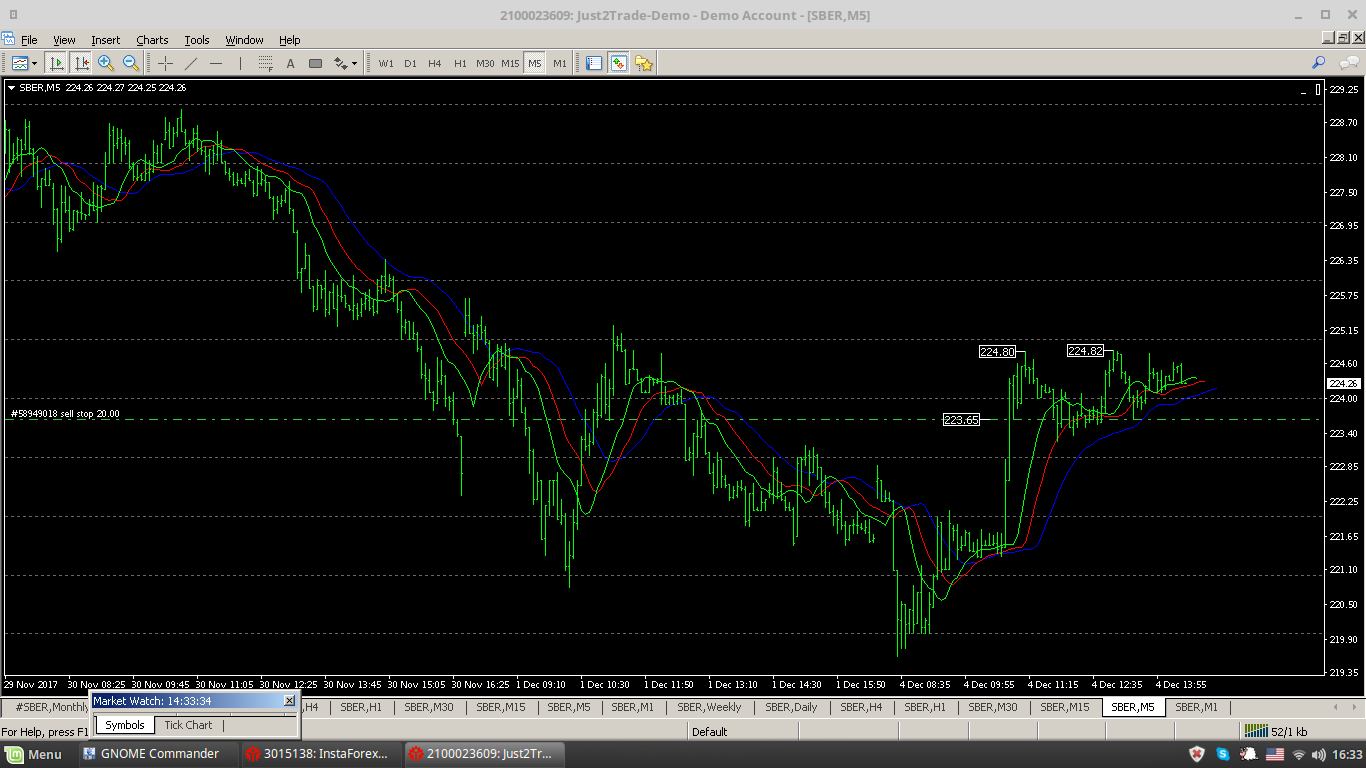 2100023609: Just2Trade-Demo - Demo Account - [SBER,M5]
File View Insert Charts Tools Window Help
A W1 D1 H4 H1 M30 M15 M5 M1
SBER,M5 224.26 224.27 224.25 224.26
229.25
228.70
228.10
227.50
226.95
226.35
225.75
225.15
224.60
224.26
224.00
223.40
222.85
222.25
221.65
221.10
220.50
219.90
219.35
224.80
224.82
#58949018 sell stop 20.00
223.65
29 Nov 2017 30 Nov 08:25 30 Nov 09:45 30 Nov 11:05 30 Nov 12:25 30 Nov 13:45 30 Nov 15:05 30 Nov 16:25 1 Dec 09:10 1 Dec 10:30 1 Dec 11:50 1 Dec 13:10 1 Dec 14:30 1 Dec 15:50 4 Dec 08:35 4 Dec 09:55 4 Dec 11:15 4 Dec 12:35 4 Dec 13:55
Market Watch: 14:33:34
Symbols Tick Chart
#SBER,Monthly H4 SBER,H1 SBER,M30 SBER,M15 SBER,M5 SBER,M1 SBER,Weekly SBER,Daily SBER,H4 SBER,H1 SBER,M30 SBER,M15 SBER,M5 SBER,M1
For Help, press F1 Default 52/1 kb
Menu GNOME Commander 3015138: InstaForex... 2100023609: Just2Tr... 16:33